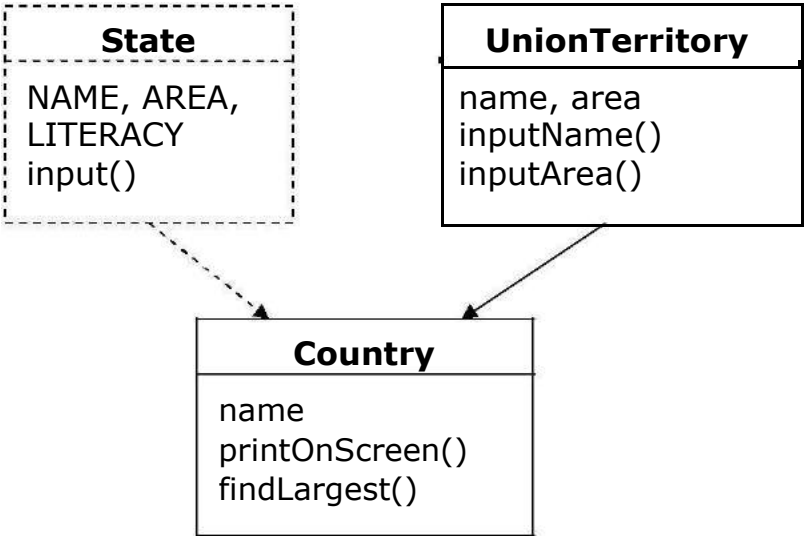 State
NAME, AREA,
LITERACY
input()
UnionTerritory
name, area
inputName()
inputArea()
Country
name
printOnScreen()
findLargest()